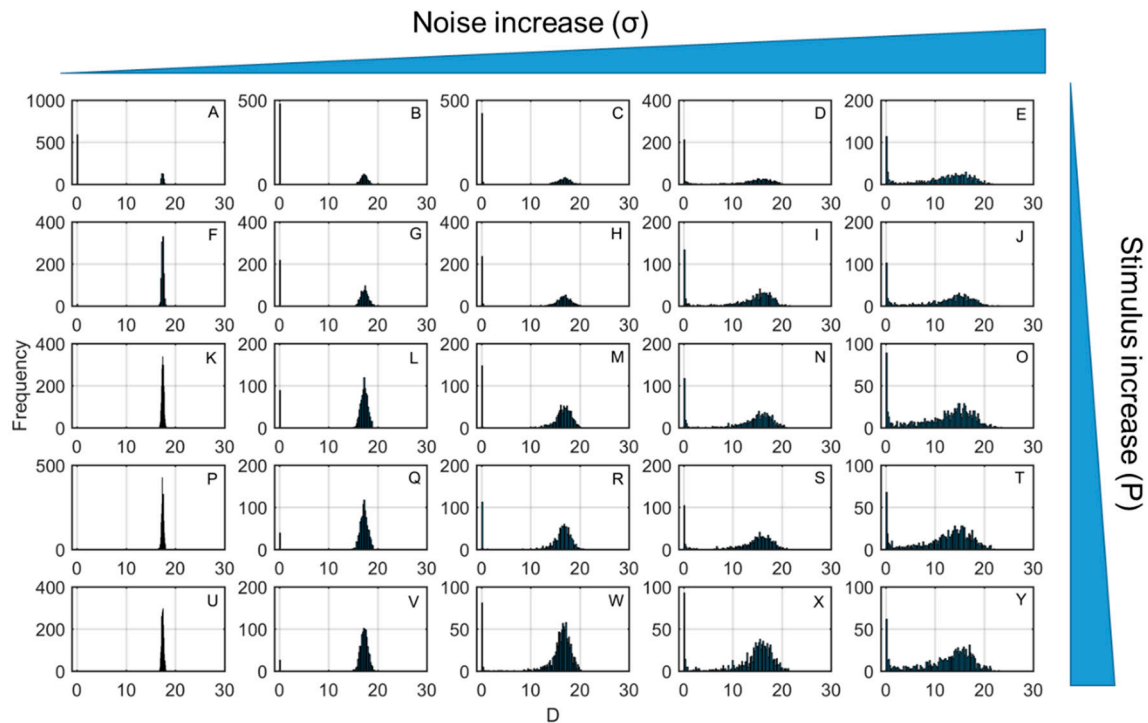 Noise increase (σ)
1000 500 500 400 200
A B C D E
500 200 100
0 0 0 0 0
0 10 20 30 0 10 20 30 0 10 20 30 0 10 20 30 0 10 20 30
400 400 400 200 200
F G H I J
200 200 200 100 100
0 0 0 0 0
0 10 20 30 0 10 20 30 0 10 20 30 0 10 20 30 0 10 20 30
400 200 200 200 100
K L M N O
200 100 100 100 50
0 0 0 0 0
0 10 20 30 0 10 20 30 0 10 20 30 0 10 20 30 0 10 20 30
500 200 200 200 100
P Q R S T
100 100 100 50
0 0 0 0 0
0 10 20 30 0 10 20 30 0 10 20 30 0 10 20 30 0 10 20 30
400 200 100 100 100
U V W X Y
200 100 50 50 50
0 0 0 0 0
0 10 20 30 0 10 20 30 0 10 20 30 0 10 20 30 0 10 20 30
Frequency
D
Stimulus increase (P)